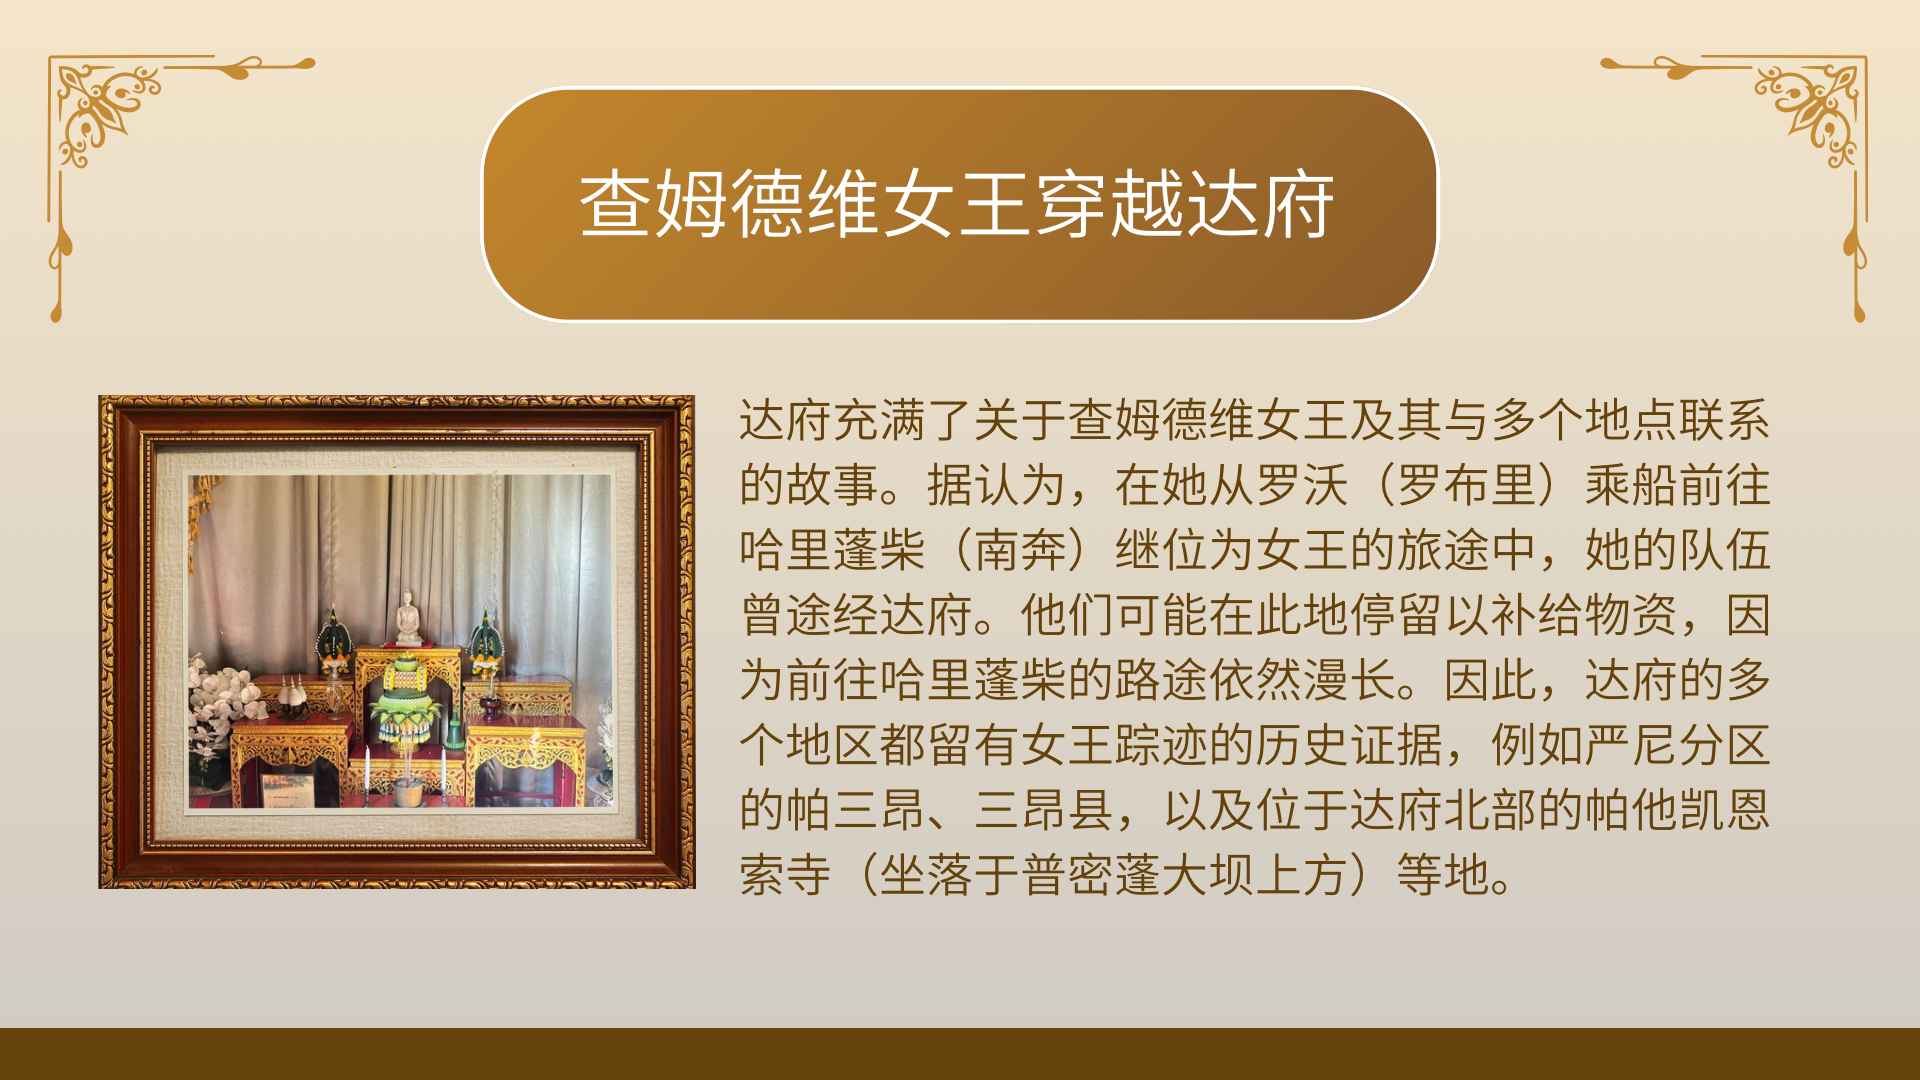 查姆德维女王穿越达府
达府充满了关于查姆德维女王及其与多个地点联系
的故事。据认为，在她从罗沃（罗布里）乘船前往
哈里蓬柴（南奔）继位为女王的旅途中，她的队伍
曾途经达府。他们可能在此地停留以补给物资，因
为前往哈里蓬柴的路途依然漫长。因此，达府的多
个地区都留有女王踪迹的历史证据，例如严尼分区
的帕三昂、三昂县，以及位于达府北部的帕他凯恩
索寺（坐落于普密蓬大坝上方）等地。